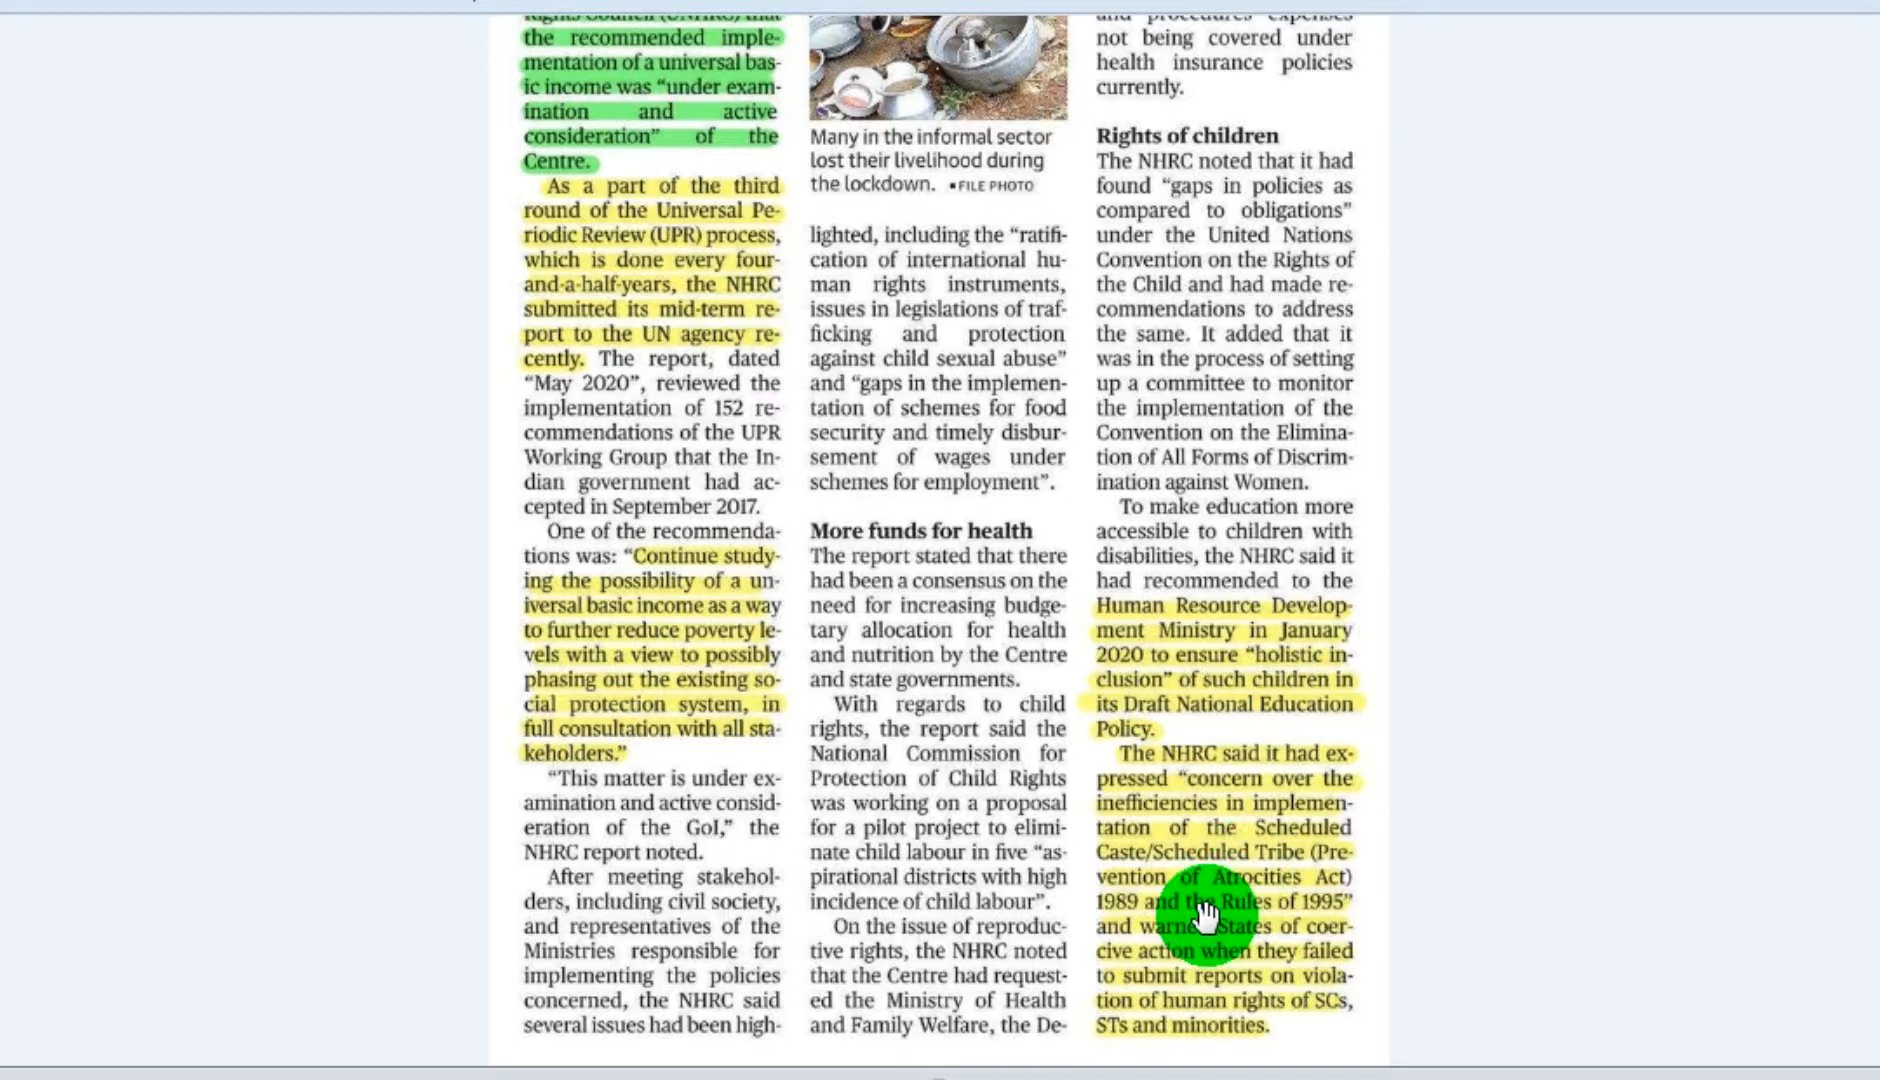 Rights Council (UNHRC) that
the recommended imple-
mentation of a universal bas-
ic income was “under exam-
ination and active
consideration” of the
Centre.
As a part of the third
round of the Universal Pe-
riodic Review (UPR) process,
which is done every four-
and-a-half-years, the NHRC
submitted its mid-term re-
port to the UN agency re-
cently. The report, dated
“May 2020”, reviewed the
implementation of 152 re-
commendations of the UPR
Working Group that the In-
dian government had ac-
cepted in September 2017.
One of the recommenda-
tions was: “Continue study-
ing the possibility of a un-
iversal basic income as a way
to further reduce poverty le-
vels with a view to possibly
phasing out the existing so-
cial protection system, in
full consultation with all sta-
keholders.”
“This matter is under ex-
amination and active consid-
eration of the GoI,” the
NHRC report noted.
After meeting stakehol-
ders, including civil society,
and representatives of the
Ministries responsible for
implementing the policies
concerned, the NHRC said
several issues had been high-
Many in the informal sector
lost their livelihood during
the lockdown. ▪FILE PHOTO
lighted, including the “ratifi-
cation of international hu-
man rights instruments,
issues in legislations of traf-
ficking and protection
against child sexual abuse”
and “gaps in the implemen-
tation of schemes for food
security and timely disbur-
sement of wages under
schemes for employment”.
More funds for health
The report stated that there
had been a consensus on the
need for increasing budge-
tary allocation for health
and nutrition by the Centre
and state governments.
With regards to child
rights, the report said the
National Commission for
Protection of Child Rights
was working on a proposal
for a pilot project to elimi-
nate child labour in five “as-
pirational districts with high
incidence of child labour”.
On the issue of reproduc-
tive rights, the NHRC noted
that the Centre had request-
ed the Ministry of Health
and Family Welfare, the De-
and procedures expenses
not being covered under
health insurance policies
currently.
Rights of children
The NHRC noted that it had
found “gaps in policies as
compared to obligations”
under the United Nations
Convention on the Rights of
the Child and had made re-
commendations to address
the same. It added that it
was in the process of setting
up a committee to monitor
the implementation of the
Convention on the Elimina-
tion of All Forms of Discrim-
ination against Women.
To make education more
accessible to children with
disabilities, the NHRC said it
had recommended to the
Human Resource Develop-
ment Ministry in January
2020 to ensure “holistic in-
clusion” of such children in
its Draft National Education
Policy.
The NHRC said it had ex-
pressed “concern over the
inefficiencies in implemen-
tation of the Scheduled
Caste/Scheduled Tribe (Pre-
vention of Atrocities Act)
1989 and the Rules of 1995”
and warned States of coer-
cive action when they failed
to submit reports on viola-
tion of human rights of SCs,
STs and minorities.